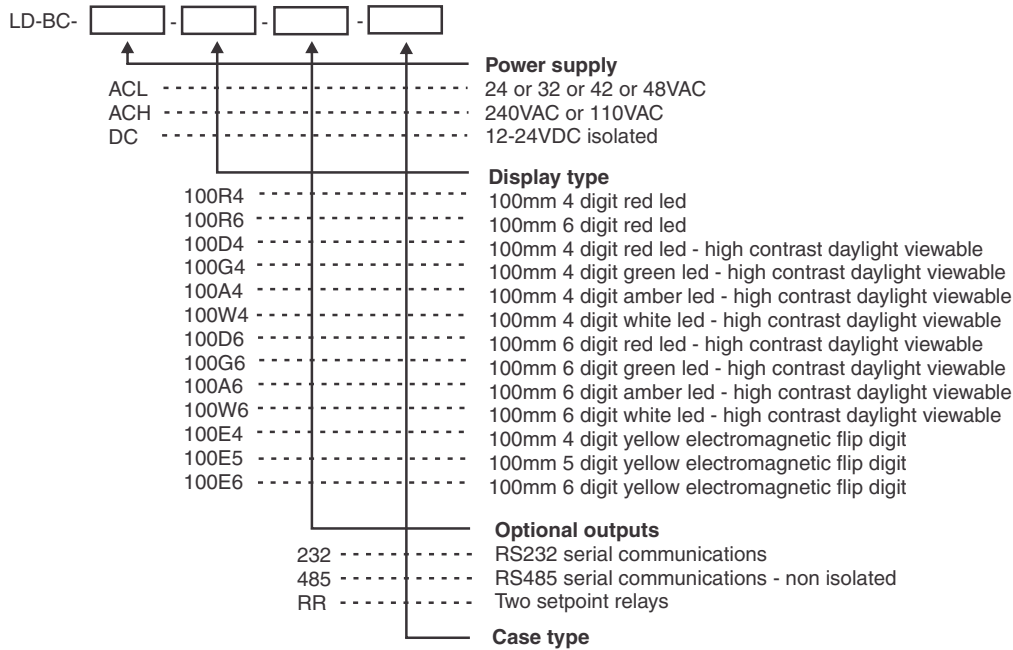 LD-BC- - - -
Power supply
ACL 24 or 32 or 42 or 48VAC
ACH 240VAC or 110VAC
DC 12-24VDC isolated
Display type
100R4 100mm 4 digit red led
100R6 100mm 6 digit red led
100D4 100mm 4 digit red led - high contrast daylight viewable
100G4 100mm 4 digit green led - high contrast daylight viewable
100A4 100mm 4 digit amber led - high contrast daylight viewable
100W4 100mm 4 digit white led - high contrast daylight viewable
100D6 100mm 6 digit red led - high contrast daylight viewable
100G6 100mm 6 digit green led - high contrast daylight viewable
100A6 100mm 6 digit amber led - high contrast daylight viewable
100W6 100mm 6 digit white led - high contrast daylight viewable
100E4 100mm 4 digit yellow electromagnetic flip digit
100E5 100mm 5 digit yellow electromagnetic flip digit
100E6 100mm 6 digit yellow electromagnetic flip digit
Optional outputs
232 RS232 serial communications
485 RS485 serial communications - non isolated
RR Two setpoint relays
Case type